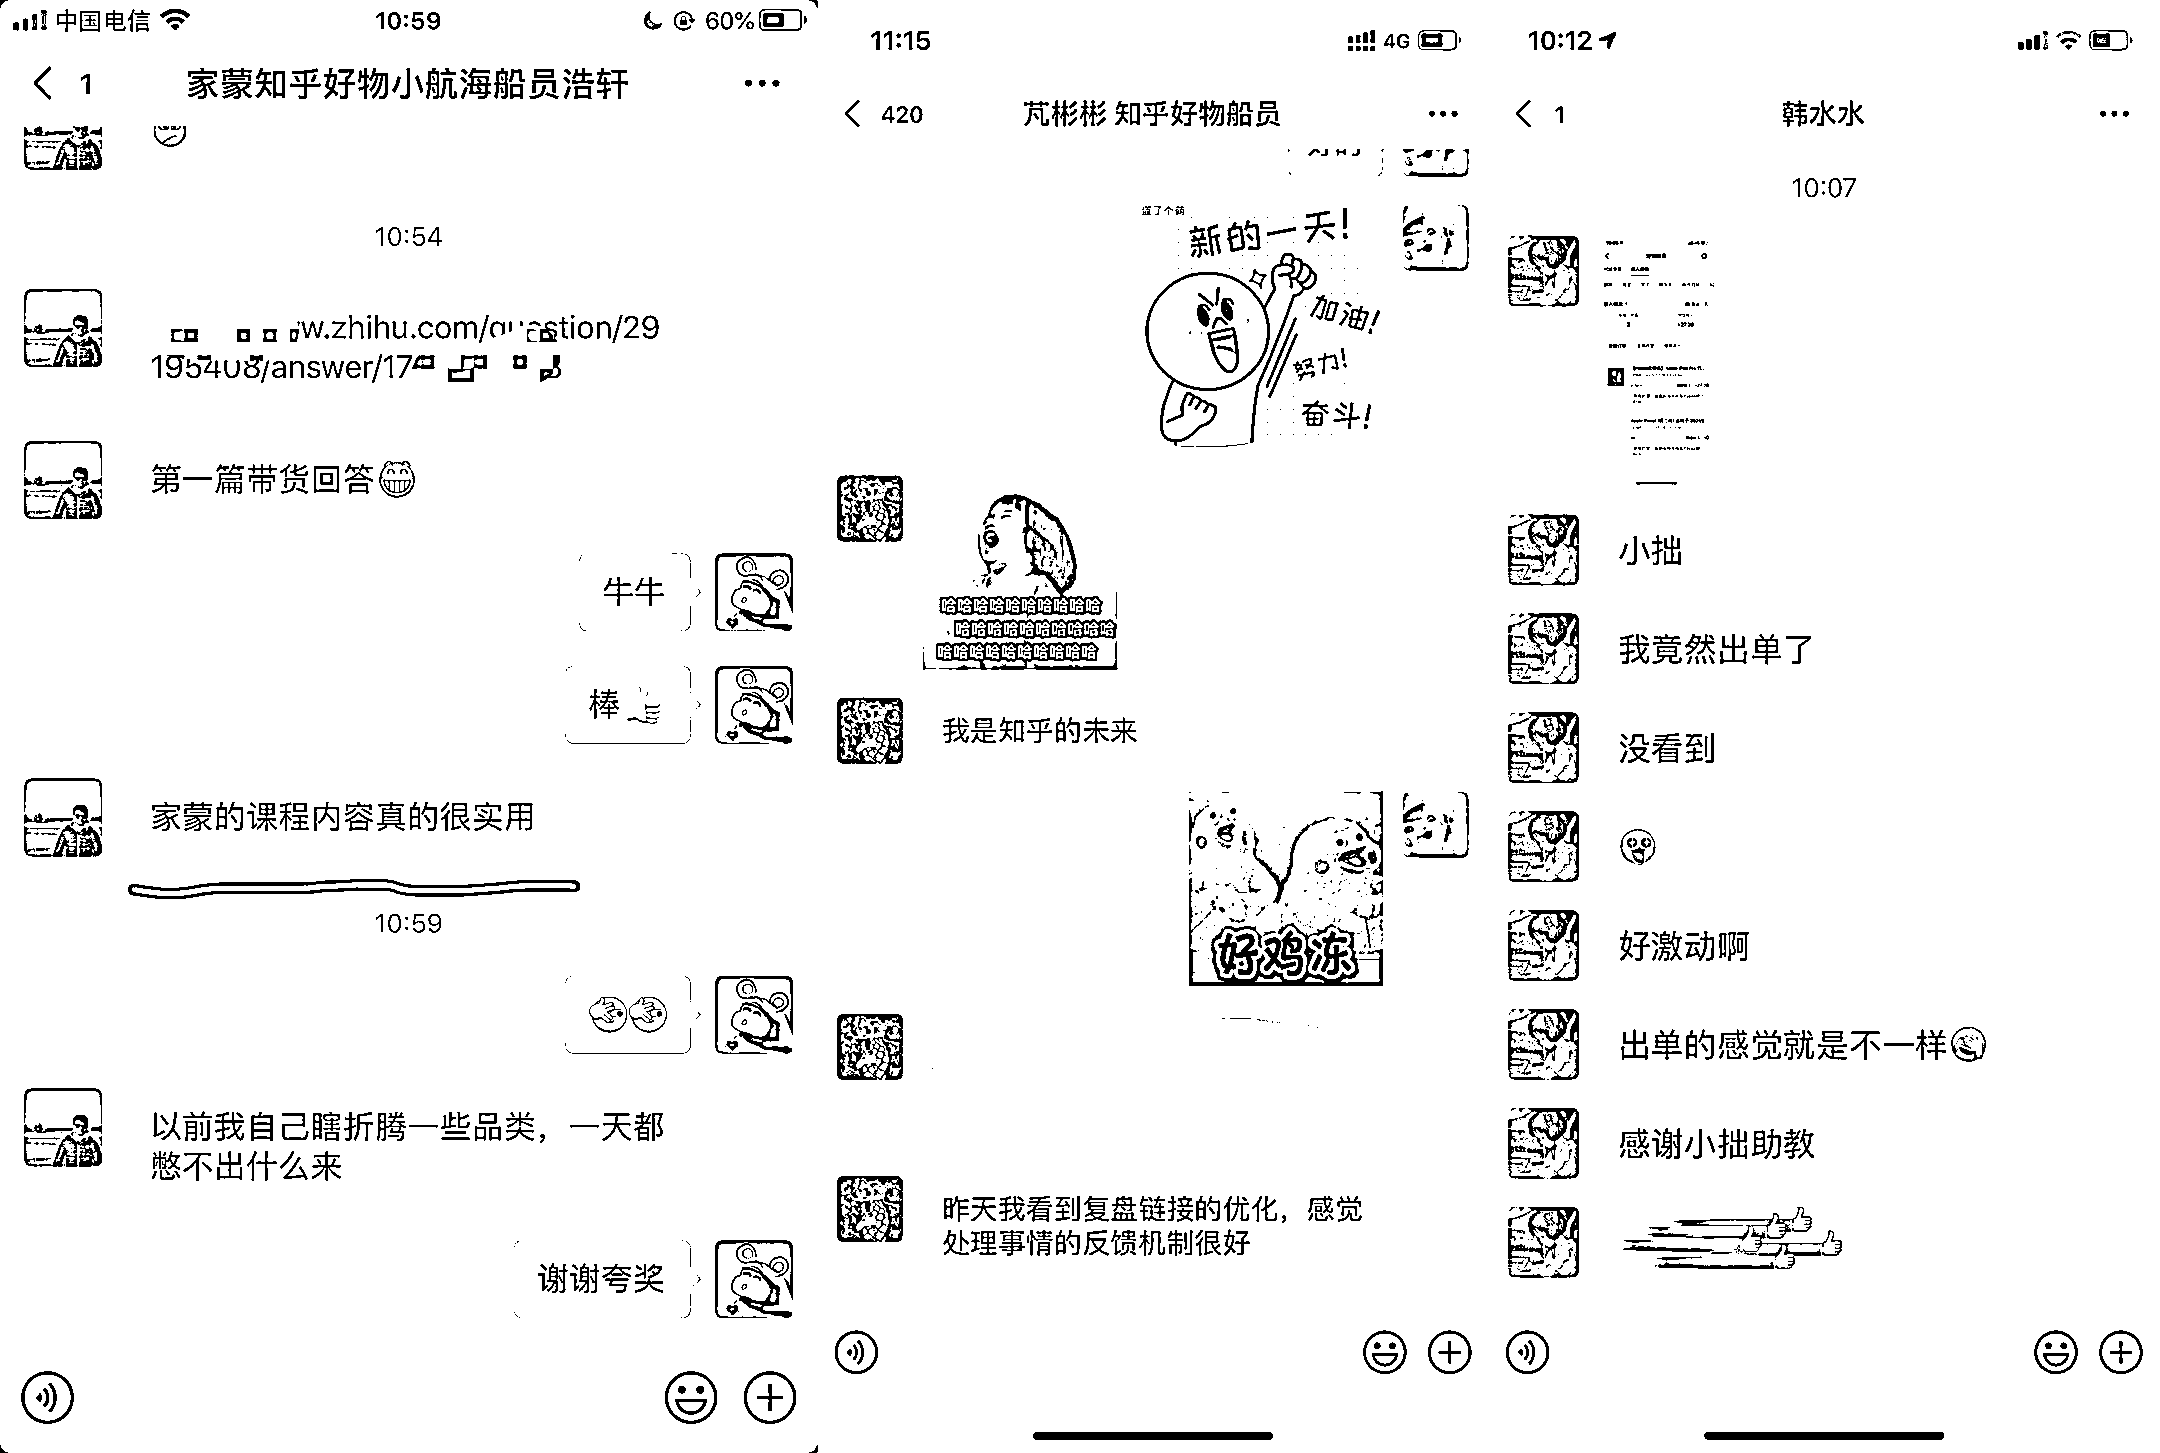 中国电信
10:59
60%
1
家蒙知乎好物小航海船员浩轩
10:54
w.zhihu.com/question/29
195408/answer/17
第一篇带货回答
牛牛
棒
家蒙的课程内容真的很实用
10:59
以前我自己瞎折腾一些品类，一天都
憋不出什么来
谢谢夸奖
11:15
4G
420
芃彬彬 知乎好物船员
好的
新的一天!
加油!
努力!
奋斗!
哈哈哈哈哈哈哈哈哈哈
哈哈哈哈哈哈哈哈哈哈
哈哈哈哈哈哈哈哈哈哈
我是知乎的未来
好鸡冻
昨天我看到复盘链接的优化，感觉
处理事情的反馈机制很好
10:12
1
韩水水
10:07
小拙
我竟然出单了
没看到
好激动啊
出单的感觉就是不一样
感谢小拙助教